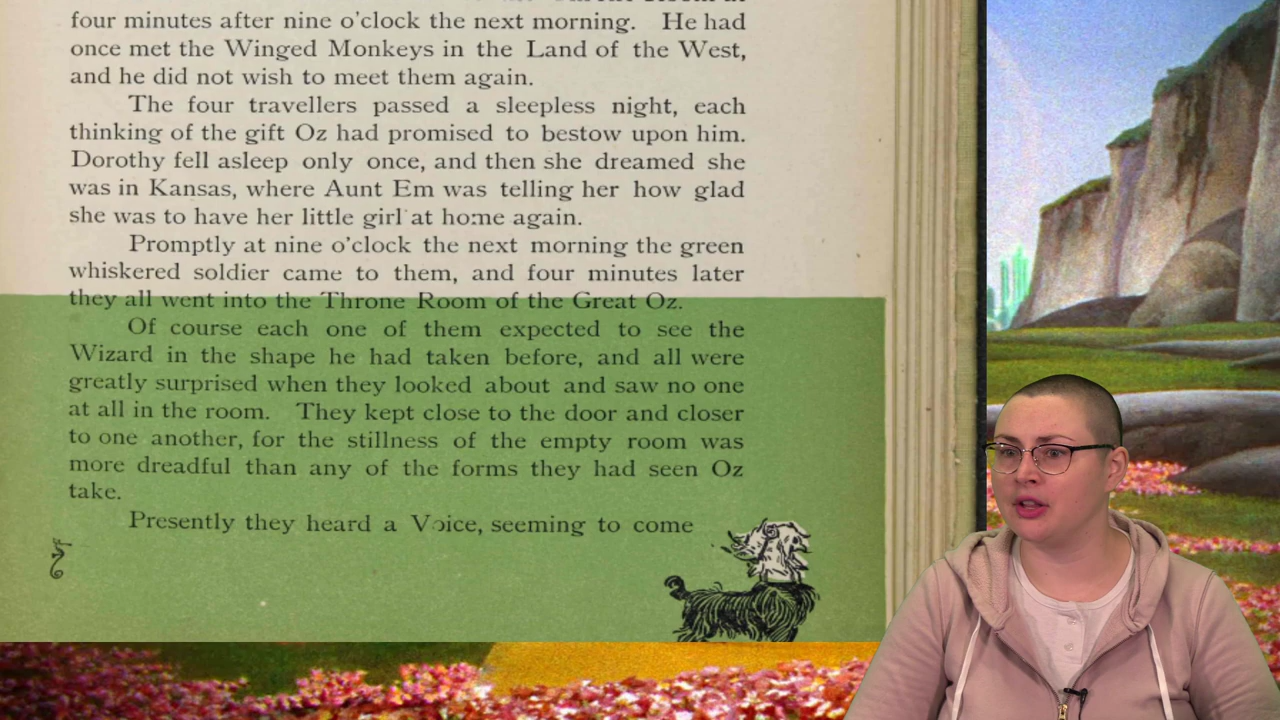 four minutes after nine o'clock the next morning. He had
once met the Winged Monkeys in the Land of the West,
and he did not wish to meet them again.
The four travellers passed a sleepless night, each
thinking of the gift Oz had promised to bestow upon him.
Dorothy fell asleep only once, and then she dreamed she
was in Kansas, where Aunt Em was telling her how glad
she was to have her little girl at home again.
Promptly at nine o'clock the next morning the green
whiskered soldier came to them, and four minutes later
they all went into the Throne Room of the Great Oz.
Of course each one of them expected to see the
Wizard in the shape he had taken before, and all were
greatly surprised when they looked about and saw no one
at all in the room. They kept close to the door and closer
to one another, for the stillness of the empty room was
more dreadful than any of the forms they had seen Oz
take.
Presently they heard a Voice, seeming to come